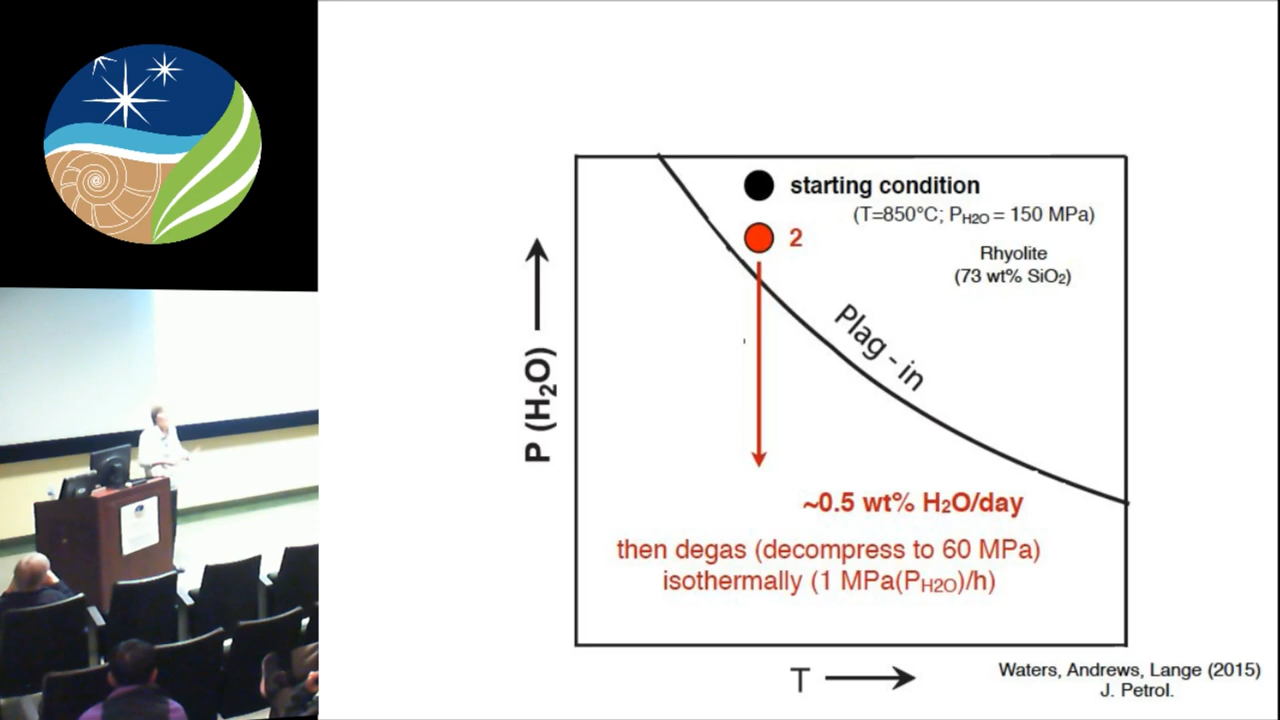 starting condition
(T=850°C; PH2O = 150 MPa)
2
Rhyolite
(73 wt% SiO2)
Plag - in
P (H2O)
~0.5 wt% H2O/day
then degas (decompress to 60 MPa)
isothermally (1 MPa(PH2O)/h)
T
Waters, Andrews, Lange (2015)
J. Petrol.